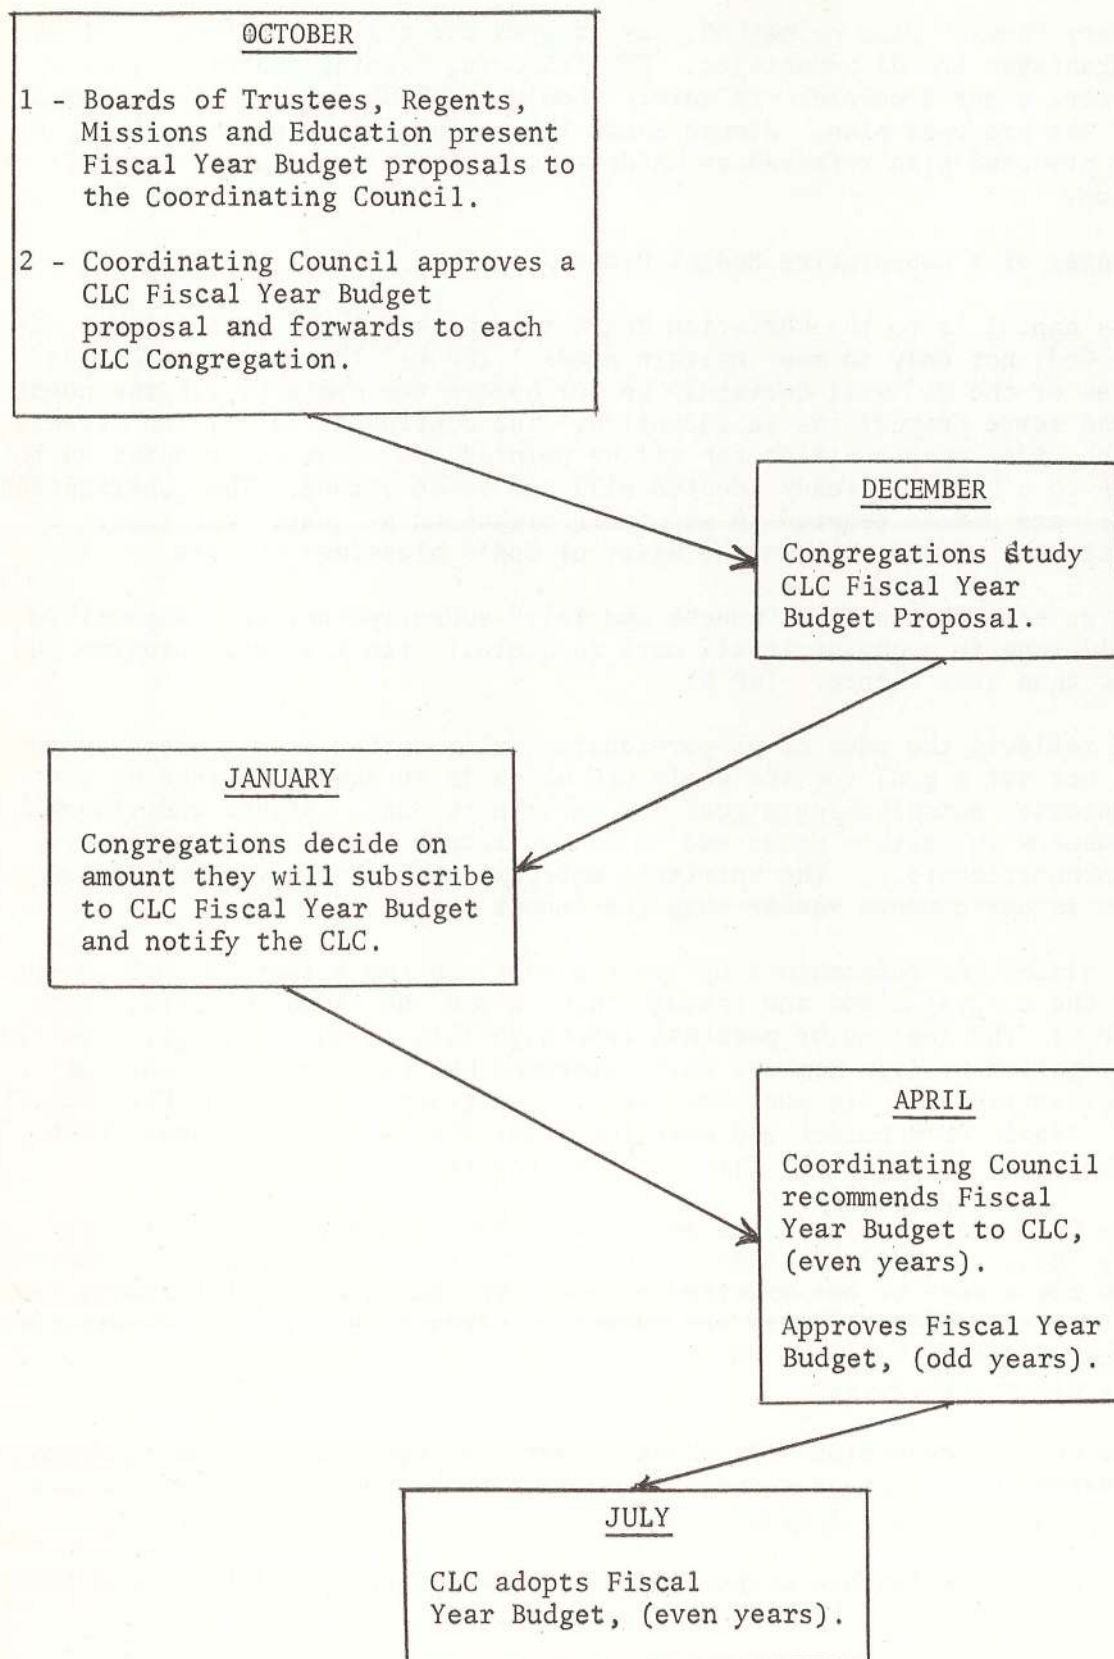 OCTOBER
1 - Boards of Trustees, Regents,
Missions and Education present
Fiscal Year Budget proposals to
the Coordinating Council.
2 - Coordinating Council approves a
CLC Fiscal Year Budget
proposal and forwards to each
CLC Congregation.
DECEMBER
Congregations study
CLC Fiscal Year
Budget Proposal.
JANUARY
Congregations decide on
amount they will subscribe
to CLC Fiscal Year Budget
and notify the CLC.
APRIL
Coordinating Council
recommends Fiscal
Year Budget to CLC,
(even years).
Approves Fiscal Year
Budget, (odd years).
JULY
CLC adopts Fiscal
Year Budget, (even years).